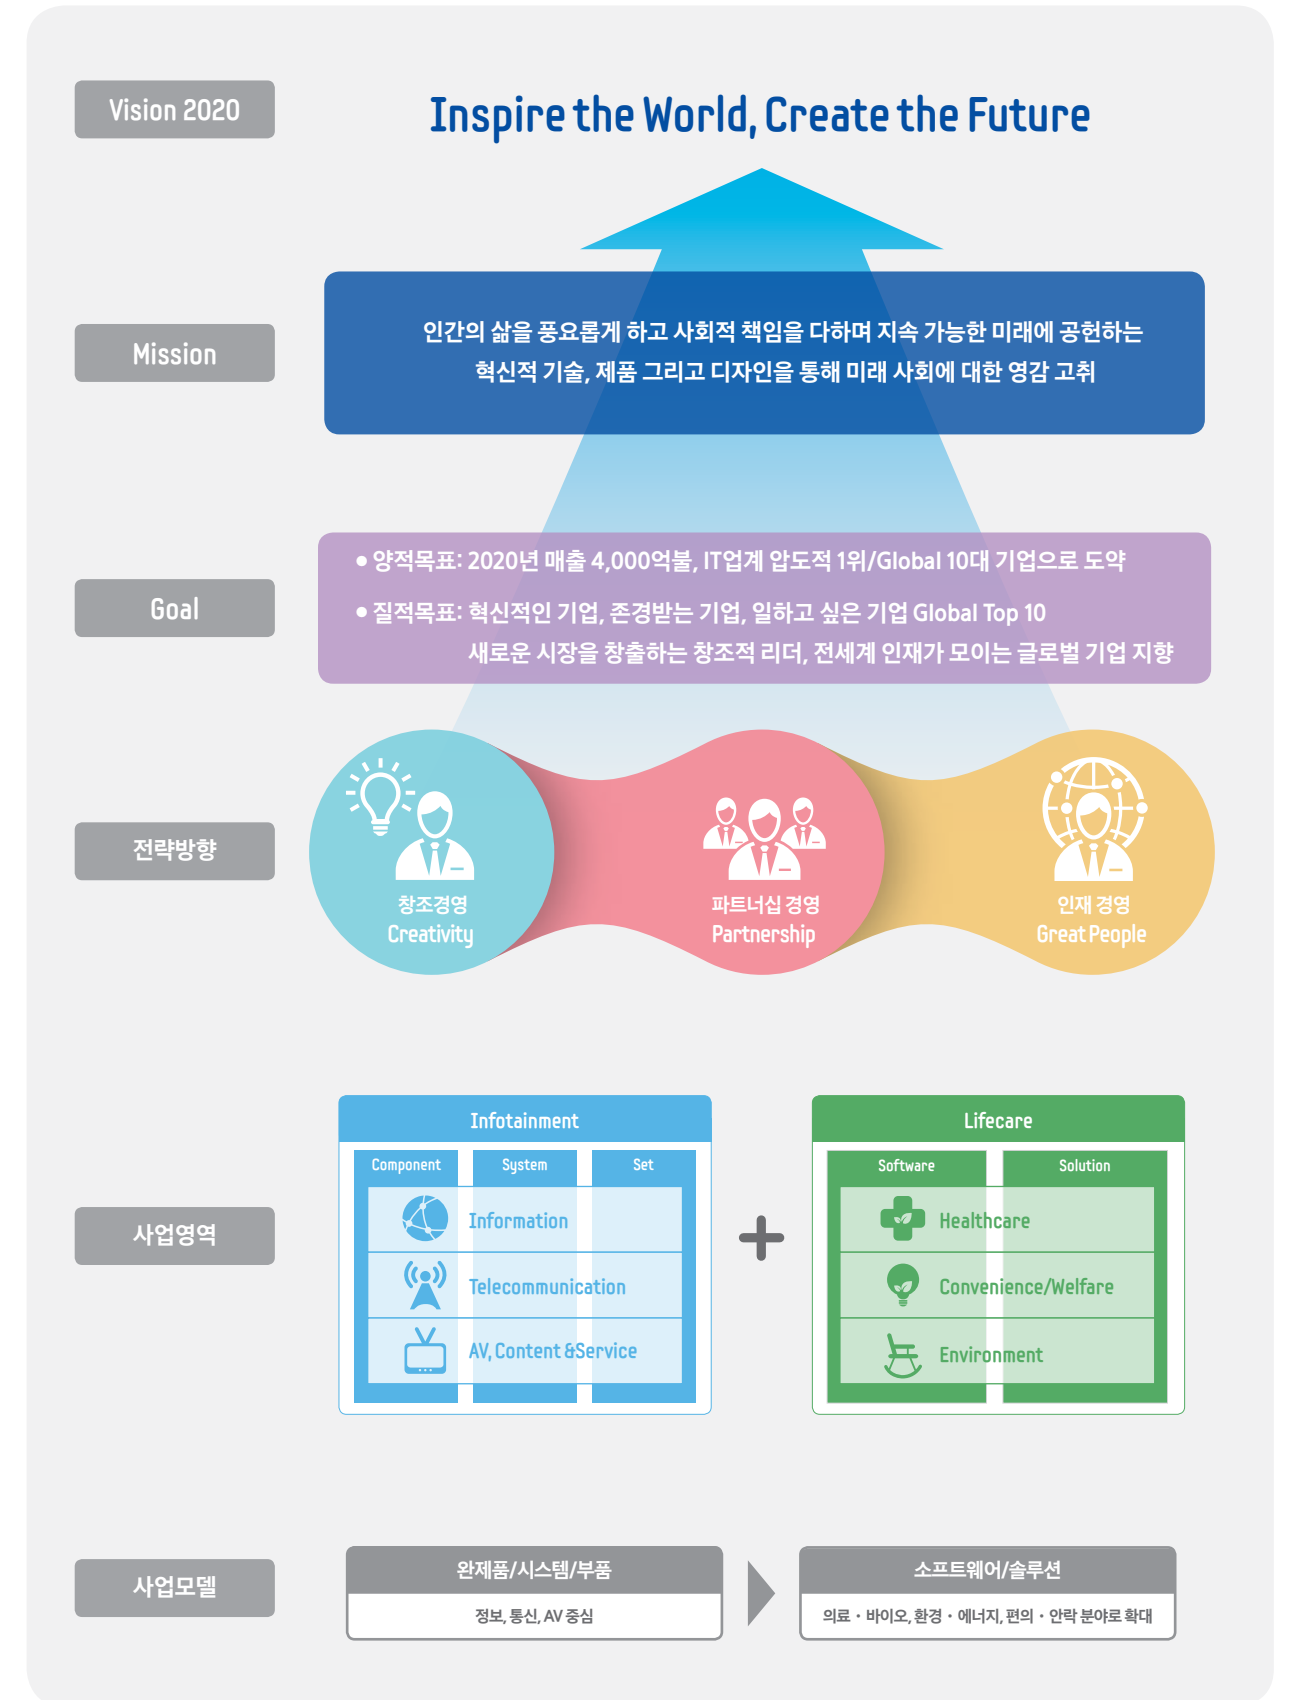 Vision 2020
Inspire the World, Create the Future
Mission
인간의 삶을 풍요롭게 하고 사회적 책임을 다하며 지속 가능한 미래에 공헌하는
혁신적 기술, 제품 그리고 디자인을 통해 미래 사회에 대한 영감 고취
Goal
● 양적목표: 2020년 매출 4,000억불, IT업계 압도적 1위/Global 10대 기업으로 도약
● 질적목표: 혁신적인 기업, 존경받는 기업, 일하고 싶은 기업 Global Top 10
새로운 시장을 창출하는 창조적 리더, 전세계 인재가 모이는 글로벌 기업 지향
전략방향
창조경영
Creativity
파트너십 경영
Partnership
인재 경영
Great People
사업영역
Infotainment
Component
System
Set
Information
Telecommunication
AV, Content &Service
+
Lifecare
Software
Solution
Healthcare
Convenience/Welfare
Environment
사업모델
완제품/시스템/부품
정보, 통신, AV 중심
소프트웨어/솔루션
의료・바이오, 환경・에너지, 편의・안락 분야로 확대